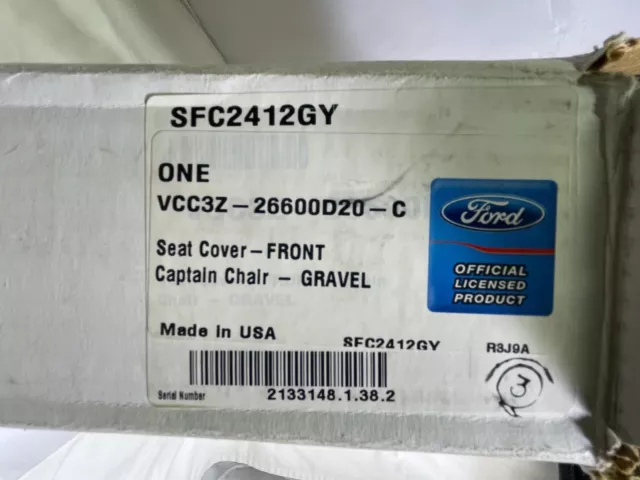 SFC2412GY
ONE
VCC3Z-26600D20-C
Seat Cover-FRONT
Captain Chair - GRAVEL
Ford
OFFICIAL
LICENSED
PRODUCT
Made in USA
SFC2412GY
R3J9A
3
Serial Number
2133148.1.38.2